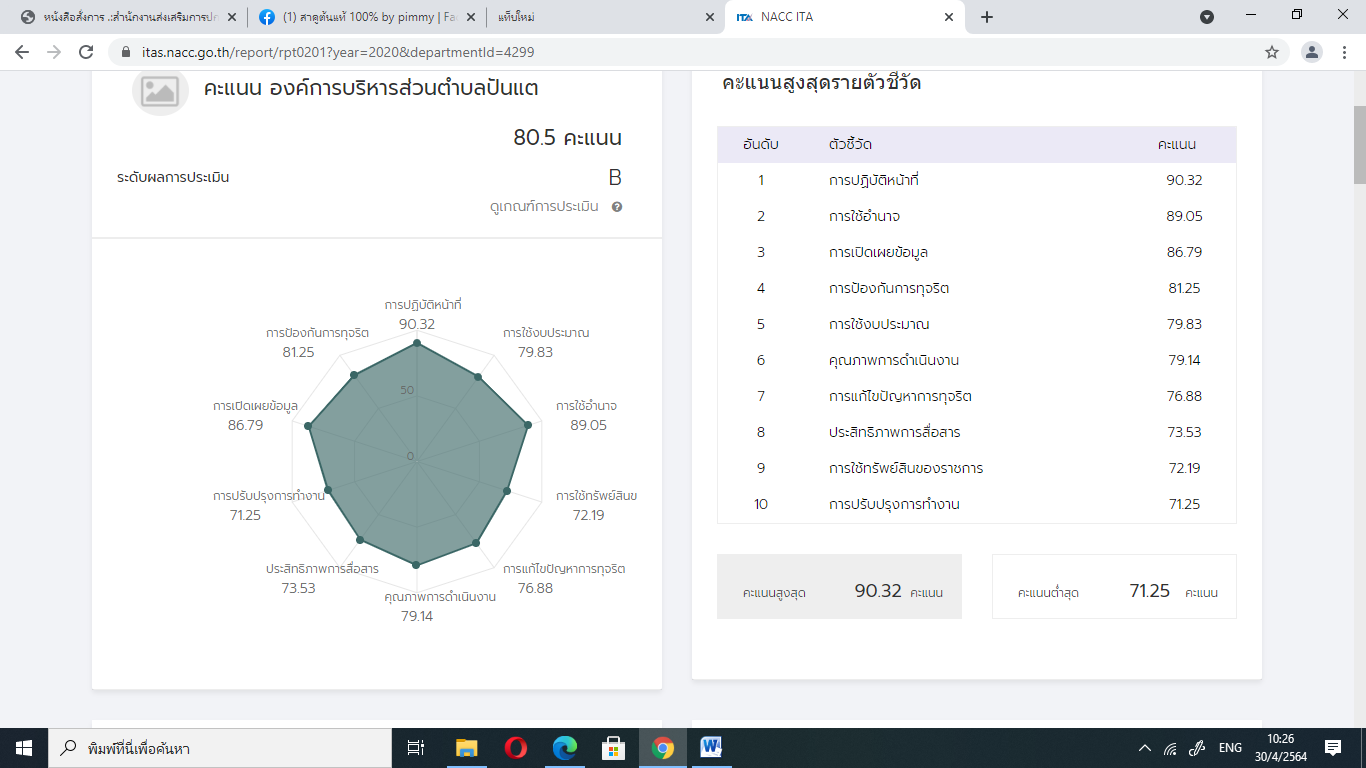 หนังสือสั่งการ .:สำนักงานส่งเสริมการปก
(1) สาคูต้นแท้ 100% by pimmy | Fa
แท็บใหม่
ITA NACC ITA
itas.nacc.go.th/report/rpt0201?year=2020&departmentId=4299
คะแนน องค์การบริหารส่วนตำบลปันแต
80.5 คะแนน
ระดับผลการประเมิน
B
ดูเกณฑ์การประเมิน
การปฏิบัติหน้าที่
90.32
การป้องกันการทุจริต
81.25
การใช้งบประมาณ
79.83
50
การเปิดเผยข้อมูล
86.79
การใช้อำนาจ
89.05
0
การปรับปรุงการทำงาน
71.25
การใช้ทรัพย์สินข
72.19
ประสิทธิภาพการสื่อสาร
73.53
การแก้ไขปัญหาการทุจริต
76.88
คุณภาพการดำเนินงาน
79.14
คะแนนสูงสุดรายตัวชี้วัด
อันดับ ตัวชี้วัด คะแนน
1 การปฏิบัติหน้าที่ 90.32
2 การใช้อำนาจ 89.05
3 การเปิดเผยข้อมูล 86.79
4 การป้องกันการทุจริต 81.25
5 การใช้งบประมาณ 79.83
6 คุณภาพการดำเนินงาน 79.14
7 การแก้ไขปัญหาการทุจริต 76.88
8 ประสิทธิภาพการสื่อสาร 73.53
9 การใช้ทรัพย์สินของราชการ 72.19
10 การปรับปรุงการทำงาน 71.25
คะแนนสูงสุด 90.32 คะแนน
คะแนนต่ำสุด 71.25 คะแนน
พิมพ์ที่นี่เพื่อค้นหา
ENG
10:26
30/4/2564